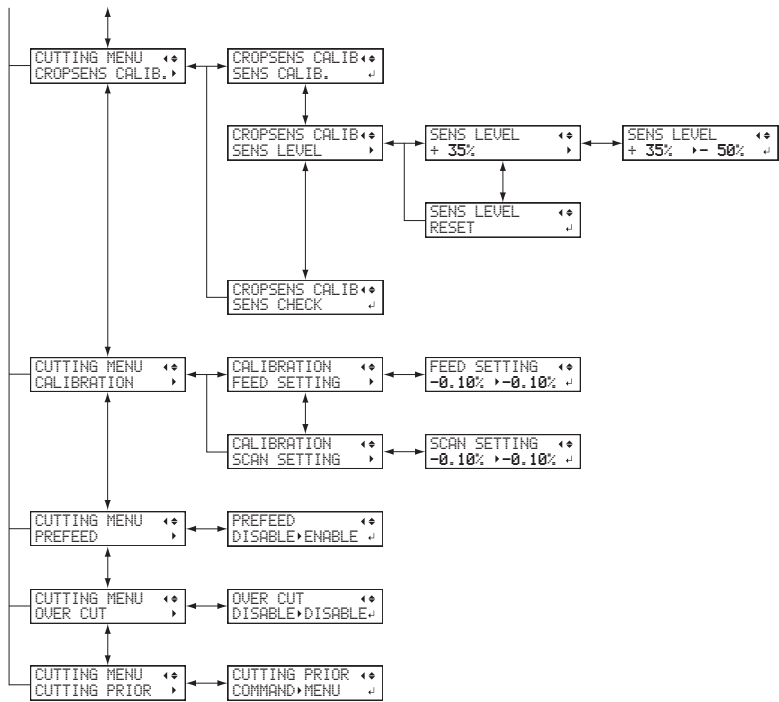 CUTTING MENU ◂♦
CROPSENS CALIB.▸
CROPSENS CALIB◂♦
SENS CALIB. ↵
CROPSENS CALIB◂♦
SENS LEVEL ▸
SENS LEVEL ◂♦
+ 35% ▸
SENS LEVEL ◂♦
+ 35% ▸- 50% ↵
SENS LEVEL ◂♦
RESET ↵
CROPSENS CALIB◂♦
SENS CHECK ↵
CUTTING MENU ◂♦
CALIBRATION ▸
CALIBRATION ◂♦
FEED SETTING ▸
FEED SETTING ◂♦
-0.10% ▸-0.10% ↵
CALIBRATION ◂♦
SCAN SETTING ▸
SCAN SETTING ◂♦
-0.10% ▸-0.10% ↵
CUTTING MENU ◂♦
PREFEED ▸
PREFEED ◂♦
DISABLE▸ENABLE ↵
CUTTING MENU ◂♦
OVER CUT ▸
OVER CUT ◂♦
DISABLE▸DISABLE↵
CUTTING MENU ◂♦
CUTTING PRIOR ▸
CUTTING PRIOR ◂♦
COMMAND▸MENU ↵